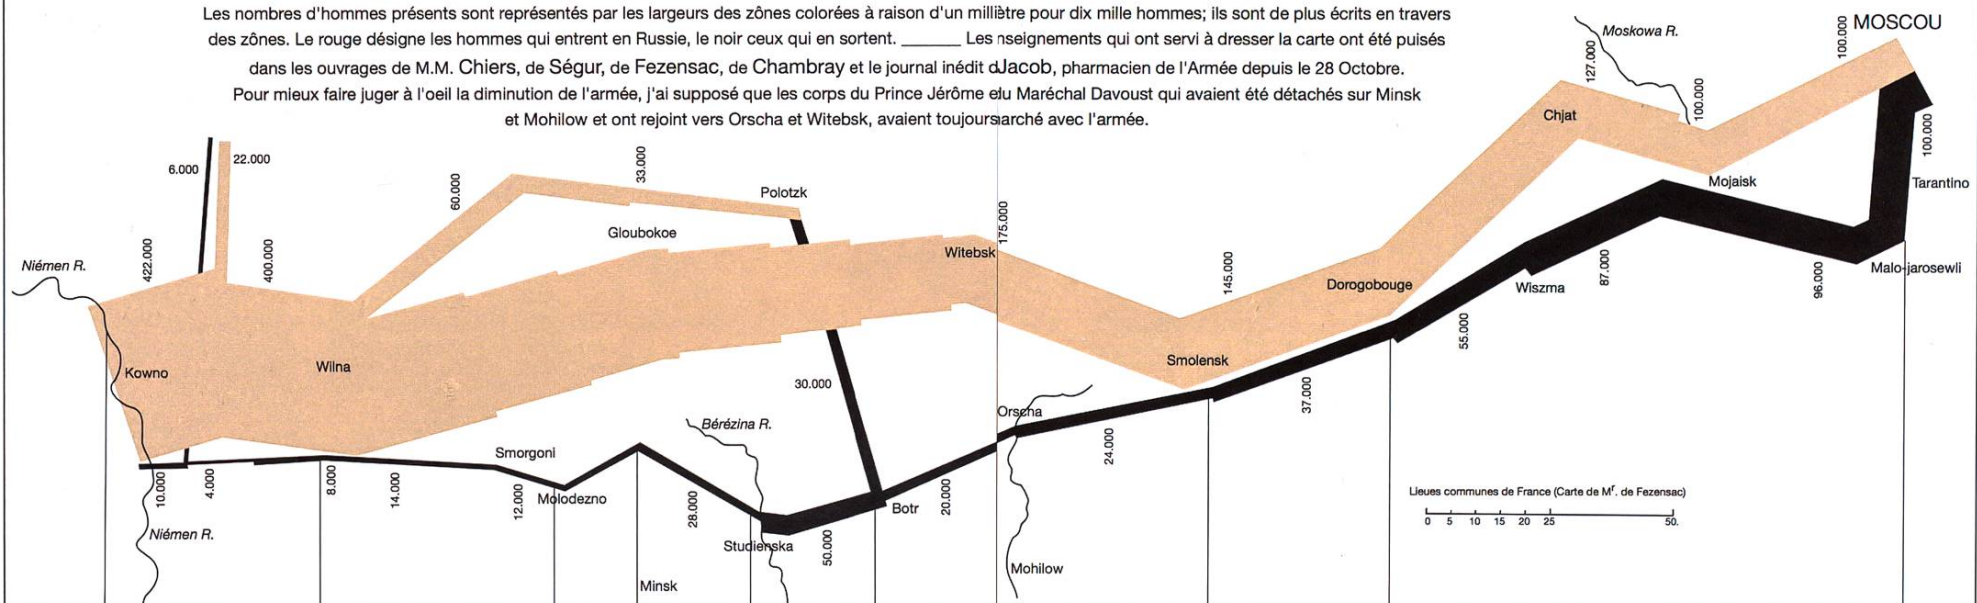 Les nombres d'hommes présents sont représentés par les largeurs des zônes colorées à raison d'un milliètre pour dix mille hommes; ils sont de plus écrits en travers
des zônes. Le rouge désigne les hommes qui entrent en Russie, le noir ceux qui en sortent. ______ Les nseignements qui ont servi à dresser la carte ont été puisés
dans les ouvrages de M.M. Chiers, de Ségur, de Fezensac, de Chambray et le journal inédit dJacob, pharmacien de l'Armée depuis le 28 Octobre.
Pour mieux faire juger à l'oeil la diminution de l'armée, j'ai supposé que les corps du Prince Jérôme edu Maréchal Davoust qui avaient été détachés sur Minsk
et Mohilow et ont rejoint vers Orscha et Witebsk, avaient toujoursarché avec l'armée.
MOSCOU
100.000
Moskowa R.
127.000
100.000
Chjat
100.000
Mojaisk
Tarantino
Malo-jarosewli
6.000
22.000
60.000
33.000
Polotzk
Gloubokoe
175.000
Witebsk
422.000
400.000
Niémen R.
145.000
Dorogobouge
Wiszma
87.000
96.000
55.000
Kowno
Wilna
Smolensk
30.000
37.000
Orscha
Bérézina R.
24.000
Smorgoni
10.000
4.000
8.000
14.000
12.000
Molodezno
28.000
Botr
20.000
Niémen R.
Studienska
50.000
Minsk
Mohilow
Lieues communes de France (Carte de Mr. de Fezensac)
0 5 10 15 20 25 50.